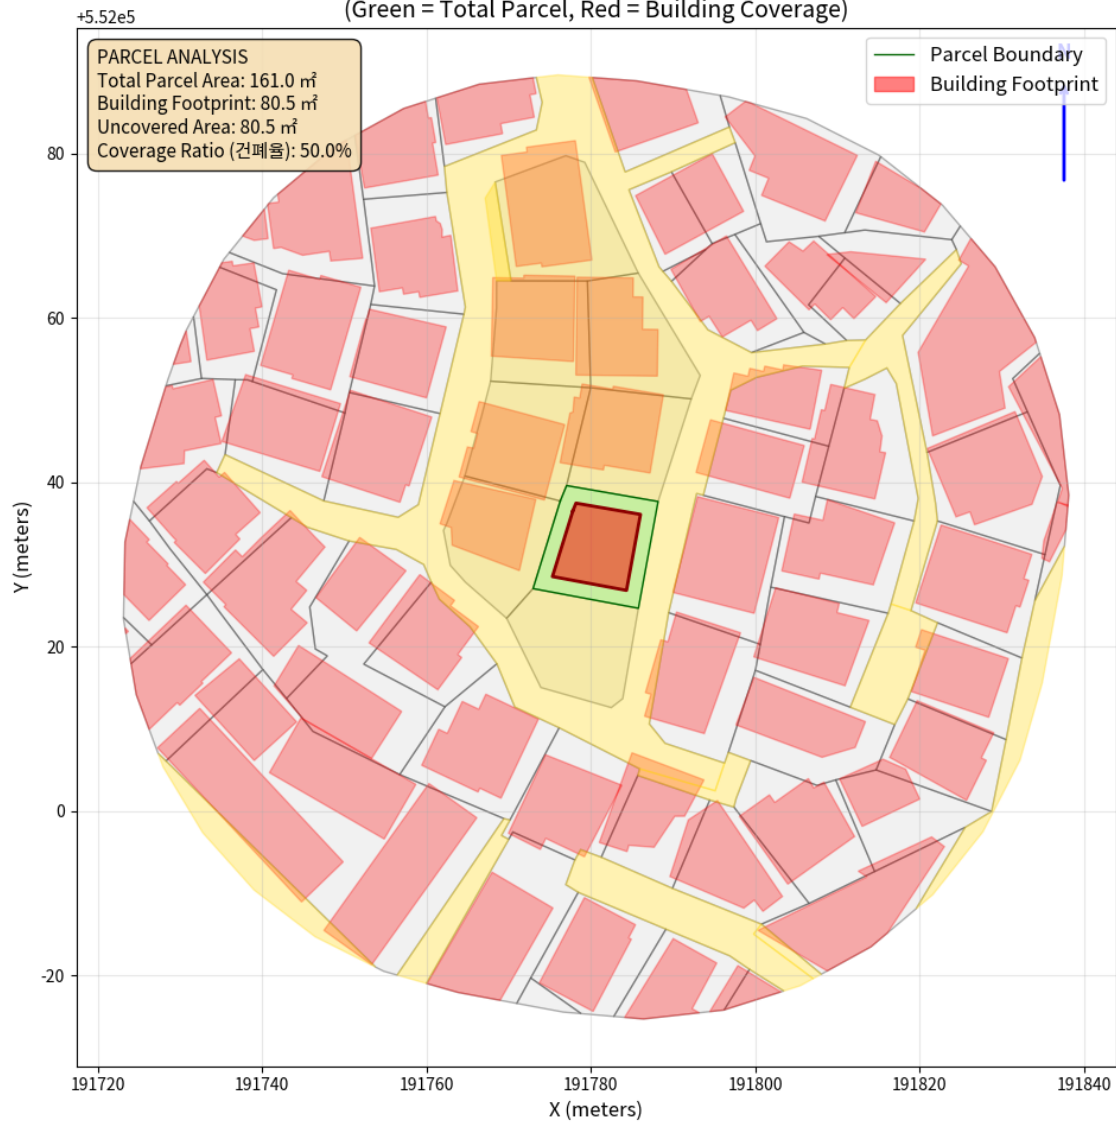 (Green = Total Parcel, Red = Building Coverage)
+5.52e5
PARCEL ANALYSIS
Total Parcel Area: 161.0 ㎡
Building Footprint: 80.5 ㎡
Uncovered Area: 80.5 ㎡
Coverage Ratio (건폐율): 50.0%
Parcel Boundary
Building Footprint
N
80
60
40
20
0
-20
Y (meters)
191720
191740
191760
191780
191800
191820
191840
X (meters)